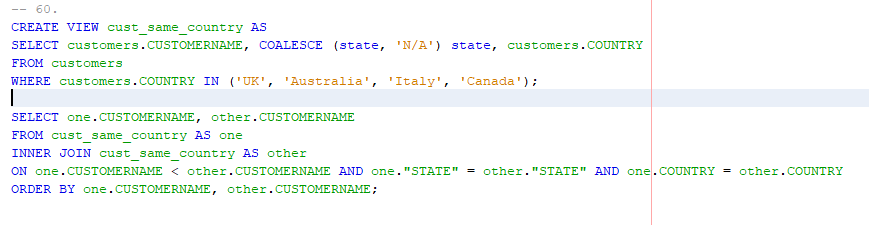 -- 60.
CREATE VIEW cust_same_country AS
SELECT customers.CUSTOMERNAME, COALESCE (state, 'N/A') state, customers.COUNTRY
FROM customers
WHERE customers.COUNTRY IN ('UK', 'Australia', 'Italy', 'Canada');
SELECT one.CUSTOMERNAME, other.CUSTOMERNAME
FROM cust_same_country AS one
INNER JOIN cust_same_country AS other
ON one.CUSTOMERNAME < other.CUSTOMERNAME AND one."STATE" = other."STATE" AND one.COUNTRY = other.COUNTRY
ORDER BY one.CUSTOMERNAME, other.CUSTOMERNAME;